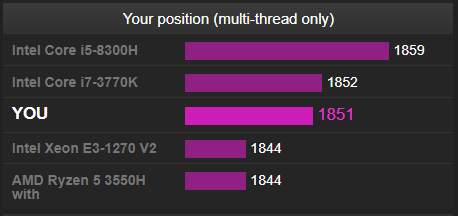 Your position (multi-thread only)
Intel Core i5-8300H 1859
Intel Core i7-3770K 1852
YOU 1851
Intel Xeon E3-1270 V2 1844
AMD Ryzen 5 3550H 1844
with